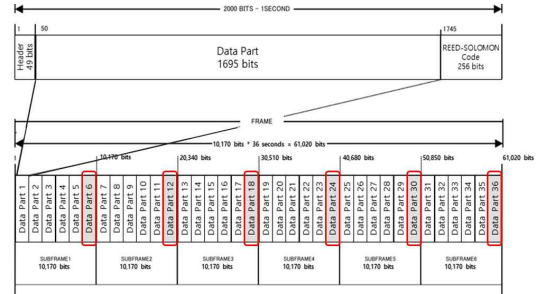 2000 BITS – 1SECOND
1
50
1745
Header
49 bits
Data Part
1695 bits
REED-SOLOMON
Code
256 bits
FRAME
10,170 bits * 36 seconds = 61,020 bits
1
10,170 bits
20,340 bits
30,510 bits
40,680 bits
50,850 bits
61,020 bits
Data Part 1
Data Part 2
Data Part 3
Data Part 4
Data Part 5
Data Part 6
Data Part 7
Data Part 8
Data Part 9
Data Part 10
Data Part 11
Data Part 12
Data Part 13
Data Part 14
Data Part 15
Data Part 16
Data Part 17
Data Part 18
Data Part 19
Data Part 20
Data Part 21
Data Part 22
Data Part 23
Data Part 24
Data Part 25
Data Part 26
Data Part 27
Data Part 28
Data Part 29
Data Part 30
Data Part 31
Data Part 32
Data Part 33
Data Part 34
Data Part 35
Data Part 36
SUBFRAME1
10,170 bits
SUBFRAME2
10,170 bits
SUBFRAME3
10,170 bits
SUBFRAME4
10,170 bits
SUBFRAME5
10,170 bits
SUBFRAME6
10,170 bits